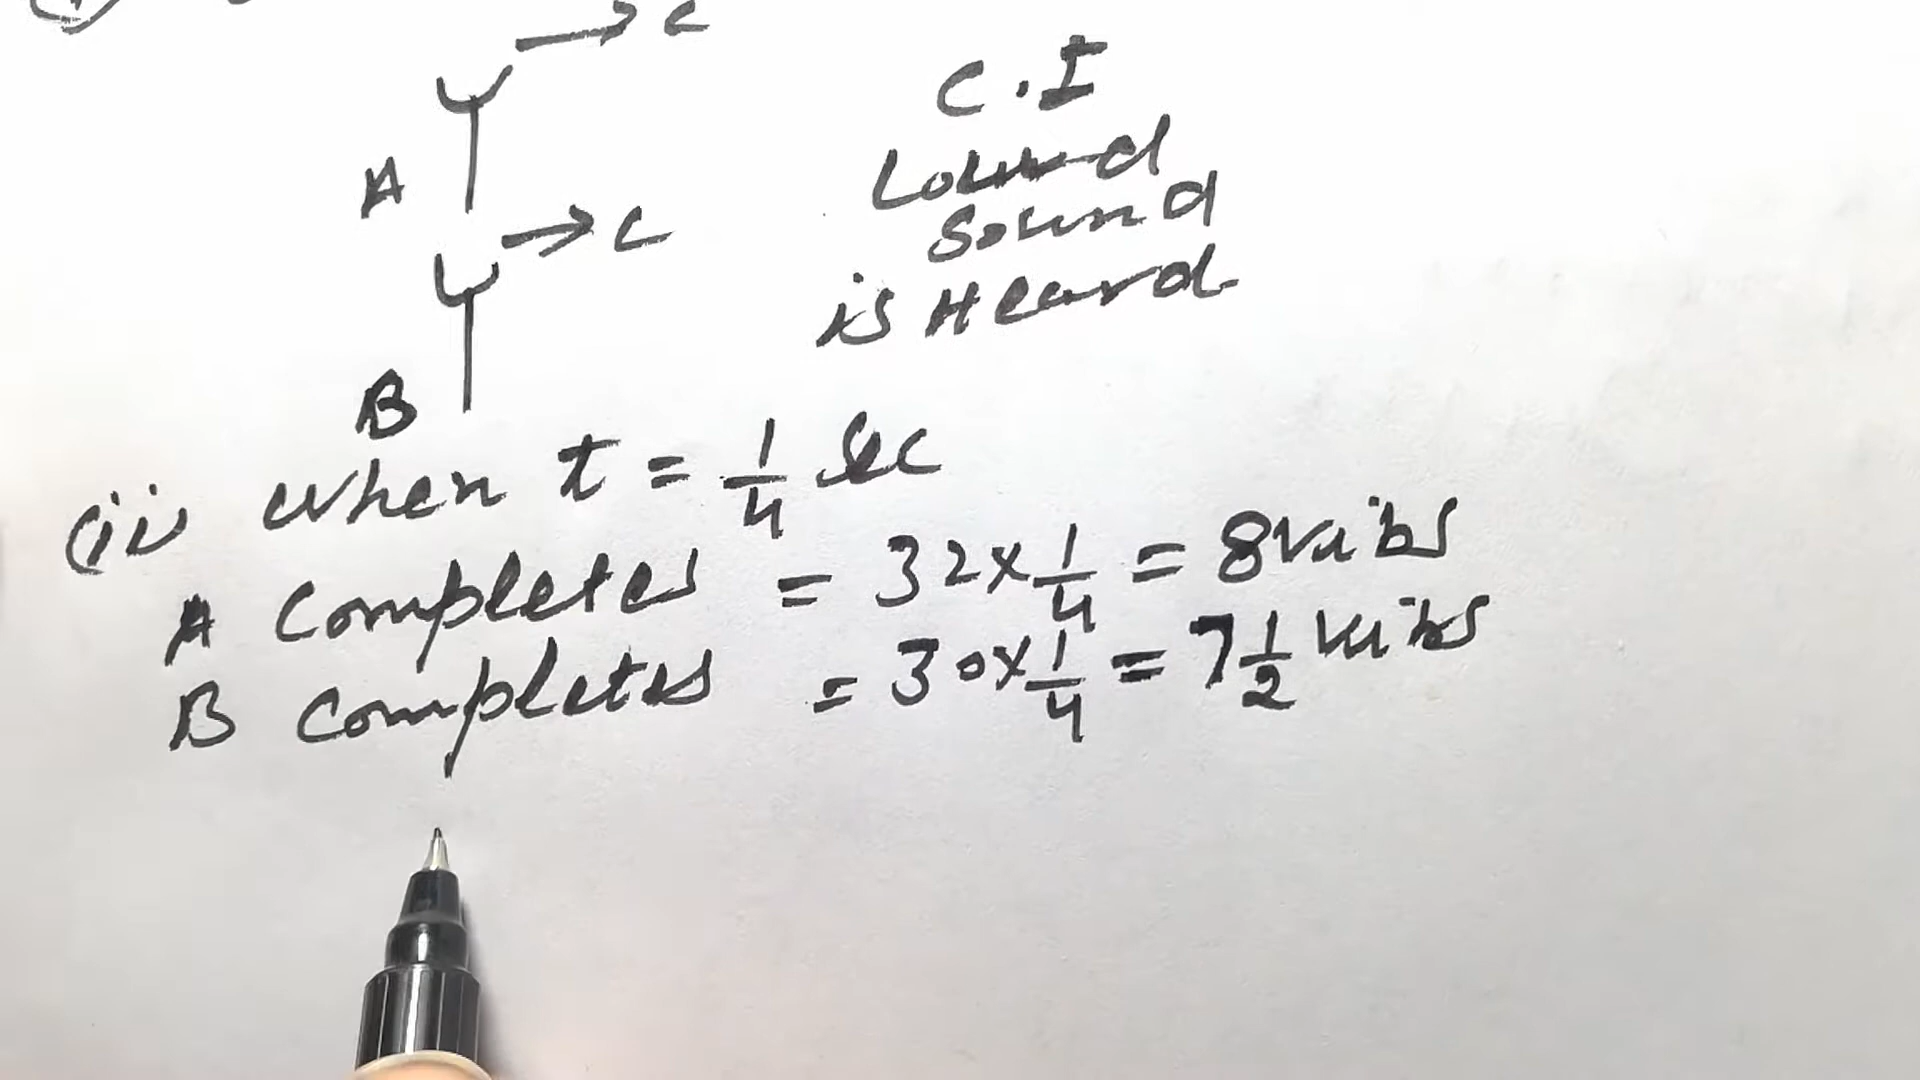 → C
A
C.I
Lound
Sound
is Heard
→ C
B
(ii) when t = 1/4 sec
A completes = 32 x 1/4 = 8 vibs
B completes = 30 x 1/4 = 7 1/2 vibs